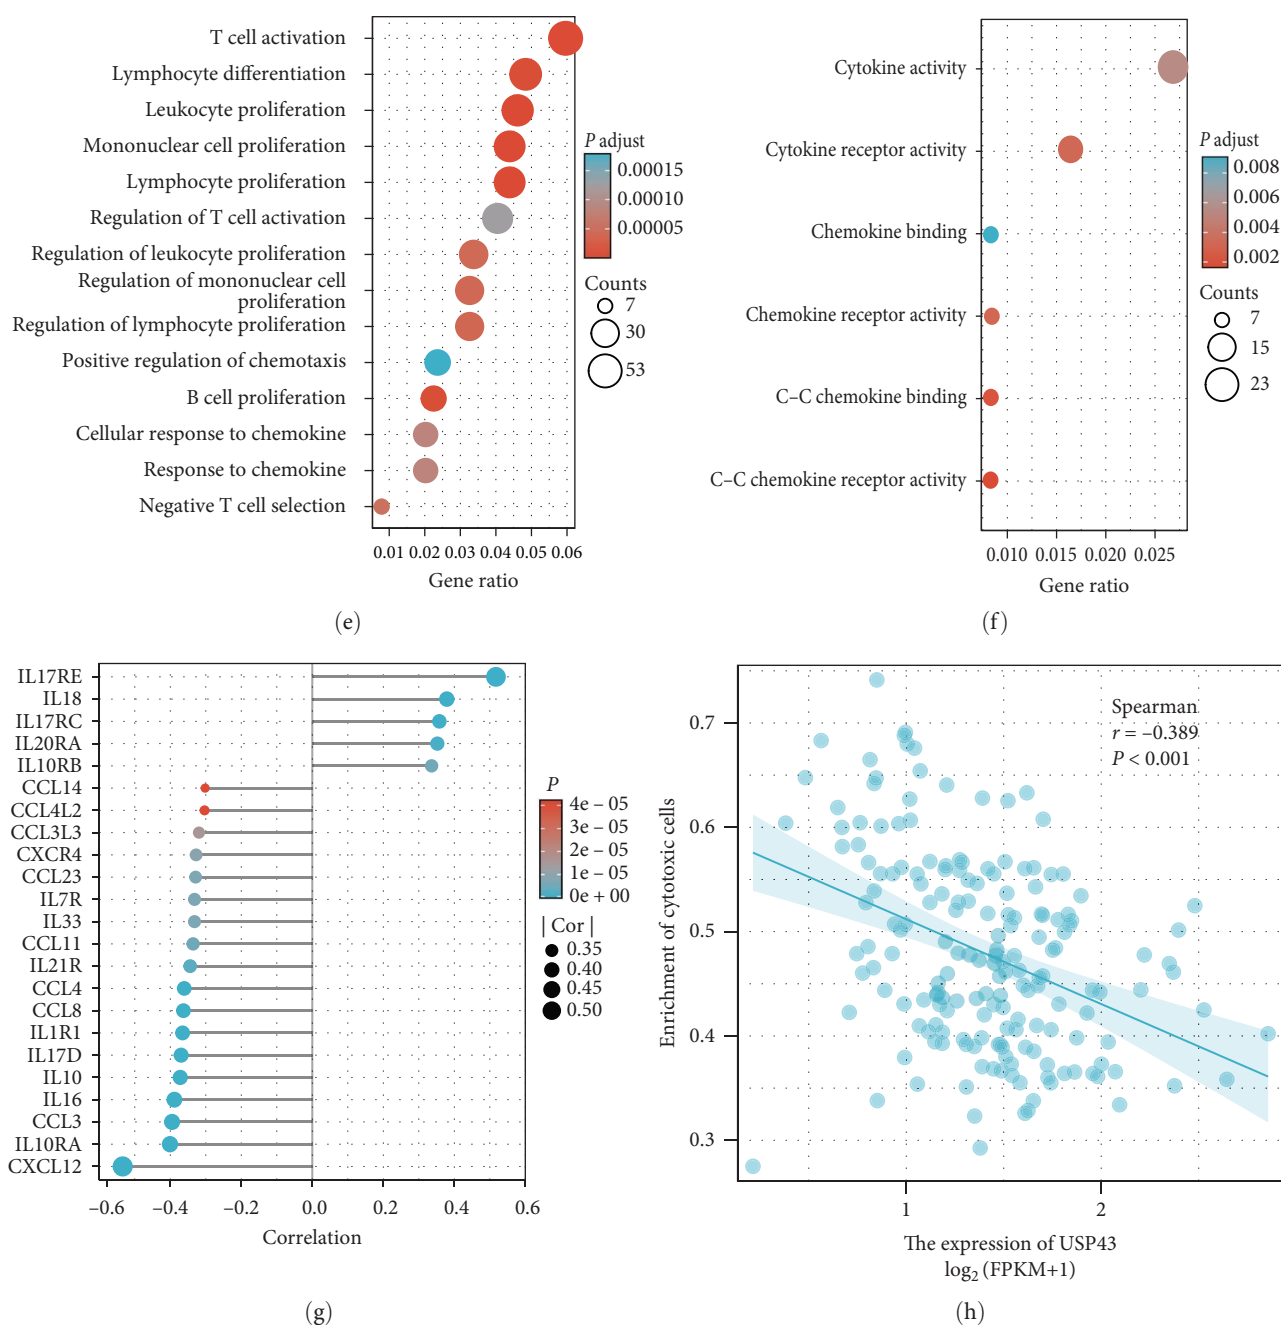 T cell activation
Lymphocyte differentiation
Leukocyte proliferation
Mononuclear cell proliferation
Lymphocyte proliferation
Regulation of T cell activation
Regulation of leukocyte proliferation
Regulation of mononuclear cell
proliferation
Regulation of lymphocyte proliferation
Positive regulation of chemotaxis
B cell proliferation
Cellular response to chemokine
Response to chemokine
Negative T cell selection
0.01 0.02 0.03 0.04 0.05 0.06
Gene ratio
P adjust
0.00015
0.00010
0.00005
Counts
7
30
53
(e)
Cytokine activity
Cytokine receptor activity
Chemokine binding
Chemokine receptor activity
C–C chemokine binding
C–C chemokine receptor activity
0.010 0.015 0.020 0.025
Gene ratio
P adjust
0.008
0.006
0.004
0.002
Counts
7
15
23
(f)
IL17RE
IL18
IL17RC
IL20RA
IL10RB
CCL14
CCL4L2
CCL3L3
CXCR4
CCL23
IL7R
IL33
CCL11
IL21R
CCL4
CCL8
IL1R1
IL17D
IL10
IL16
CCL3
IL10RA
CXCL12
–0.6 –0.4 –0.2 0.0 0.2 0.4 0.6
Correlation
P
4e – 05
3e – 05
2e – 05
1e – 05
0e + 00
| Cor |
0.35
0.40
0.45
0.50
(g)
Spearman
r = –0.389
P < 0.001
Enrichment of cytotoxic cells
0.7
0.6
0.5
0.4
0.3
1 2
The expression of USP43
log2 (FPKM+1)
(h)